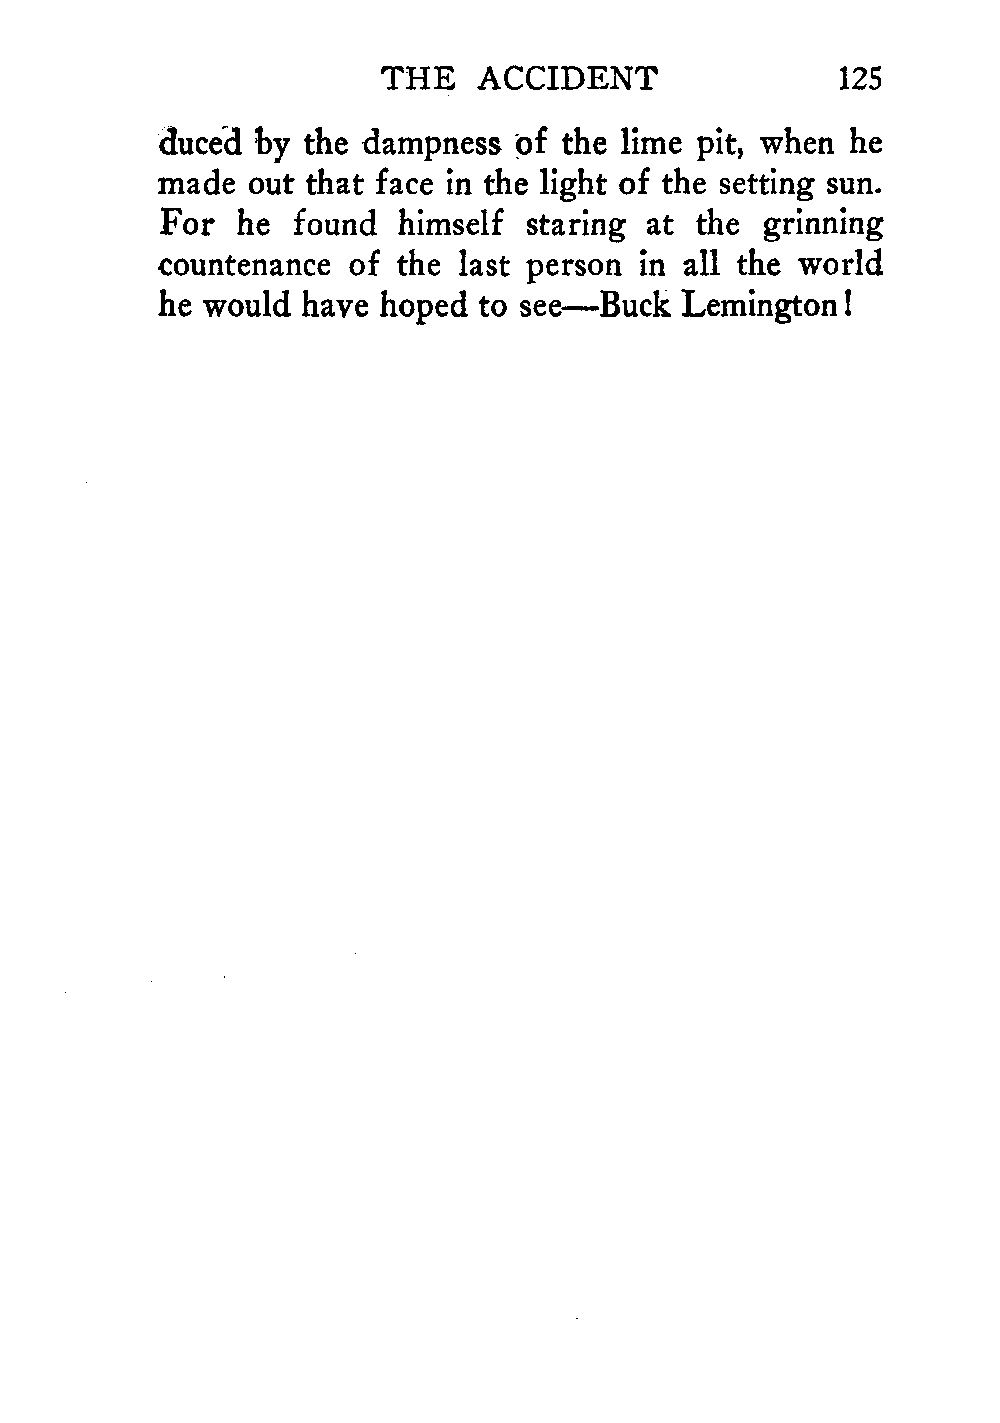 THE ACCIDENT 125
duced by the dampness of the lime pit, when he
made out that face in the light of the setting sun.
For he found himself staring at the grinning
countenance of the last person in all the world
he would have hoped to see—Buck Lemington!